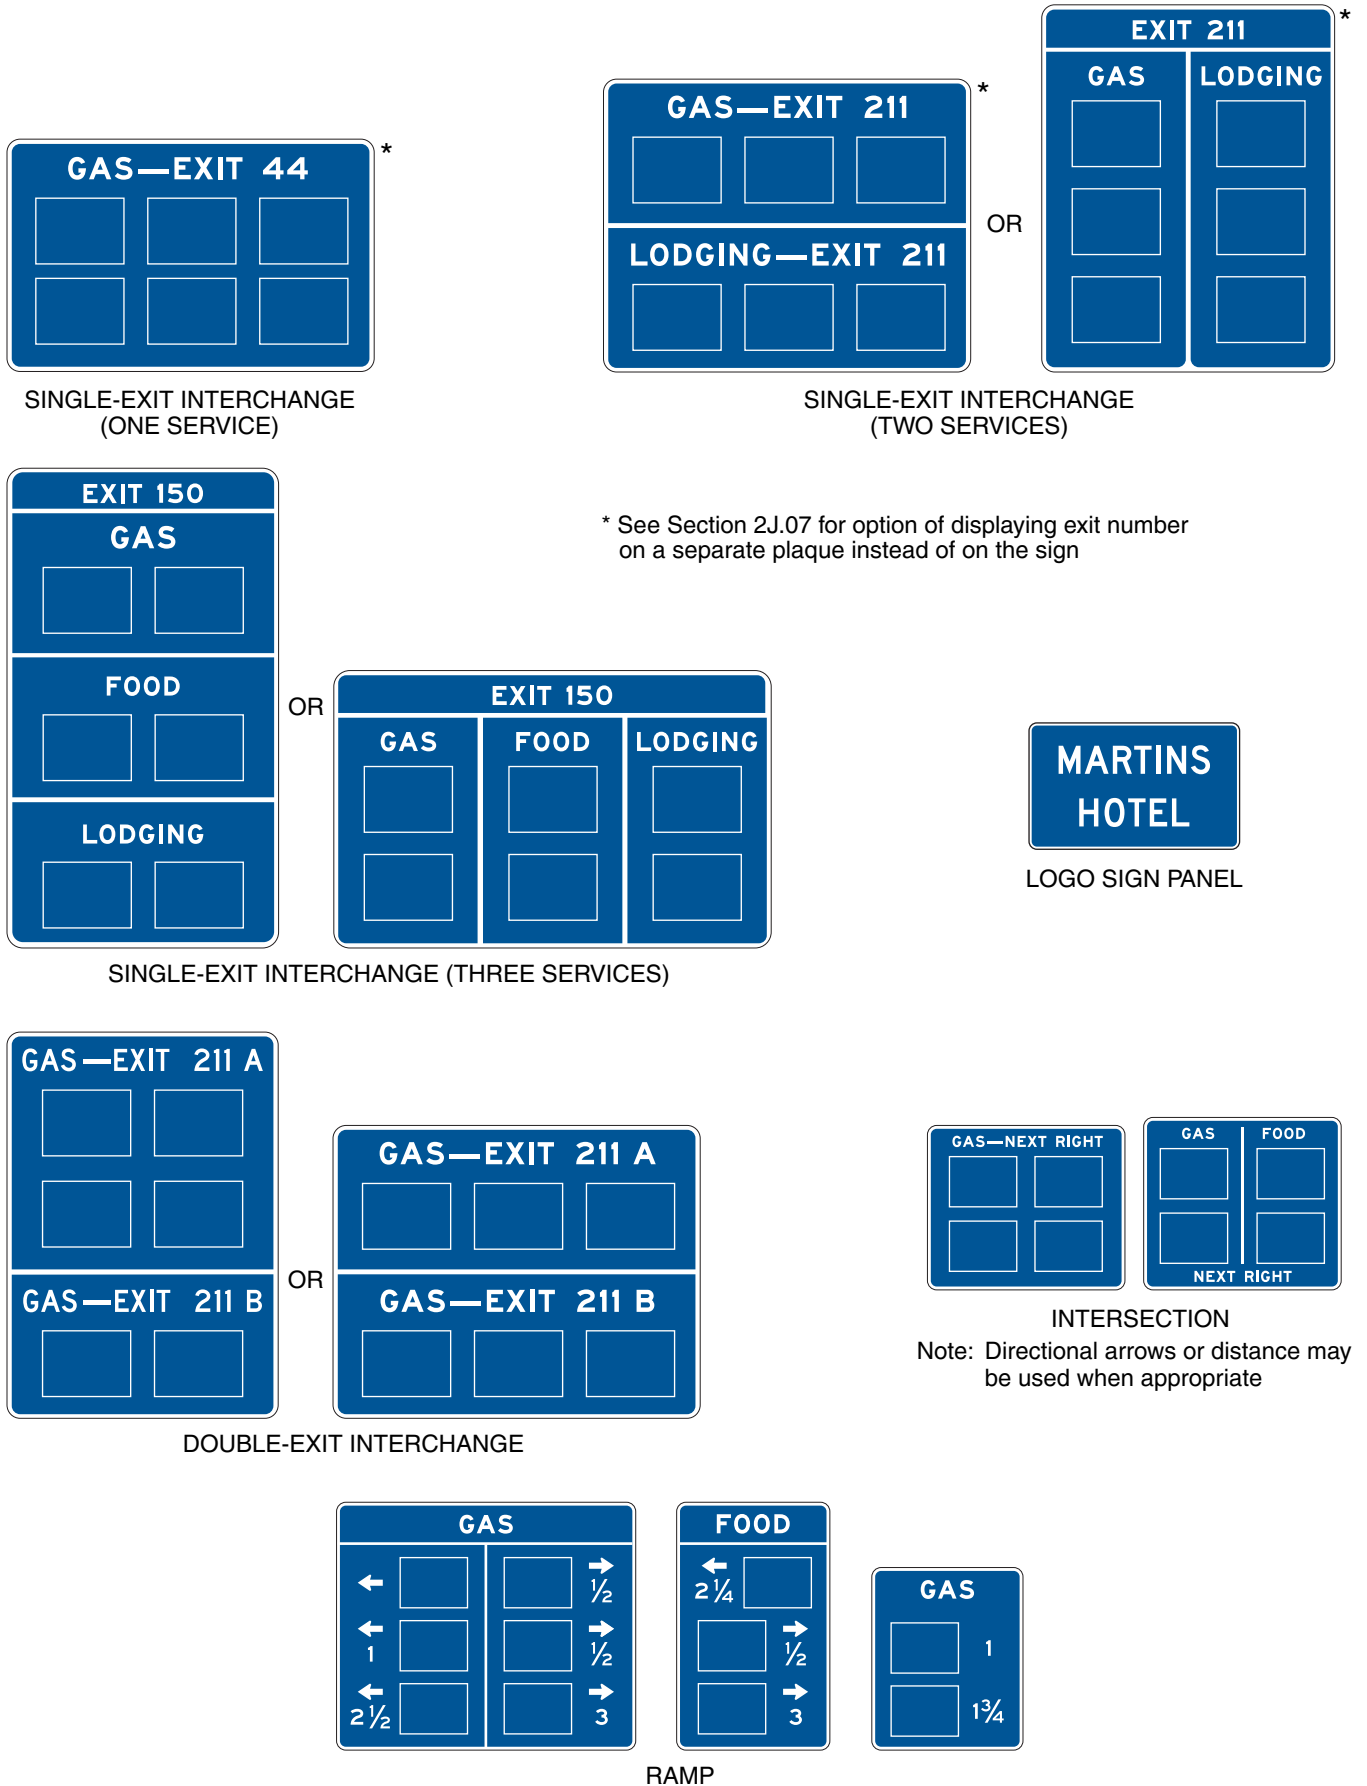 GAS—EXIT 44
*
SINGLE-EXIT INTERCHANGE
(ONE SERVICE)
GAS—EXIT 211
LODGING—EXIT 211
*
OR
EXIT 211
GAS
LODGING
*
SINGLE-EXIT INTERCHANGE
(TWO SERVICES)
EXIT 150
GAS
FOOD
LODGING
OR
EXIT 150
GAS
FOOD
LODGING
SINGLE-EXIT INTERCHANGE (THREE SERVICES)
* See Section 2J.07 for option of displaying exit number
on a separate plaque instead of on the sign
MARTINS
HOTEL
LOGO SIGN PANEL
GAS—EXIT 211 A
GAS—EXIT 211 B
OR
GAS—EXIT 211 A
GAS—EXIT 211 B
DOUBLE-EXIT INTERCHANGE
GAS—NEXT RIGHT
GAS
FOOD
NEXT RIGHT
INTERSECTION
Note: Directional arrows or distance may
be used when appropriate
GAS
← → ½
← 1 → ½
← 2½ → 3
FOOD
← 2¼
→ ½
→ 3
GAS
1
1¾
RAMP